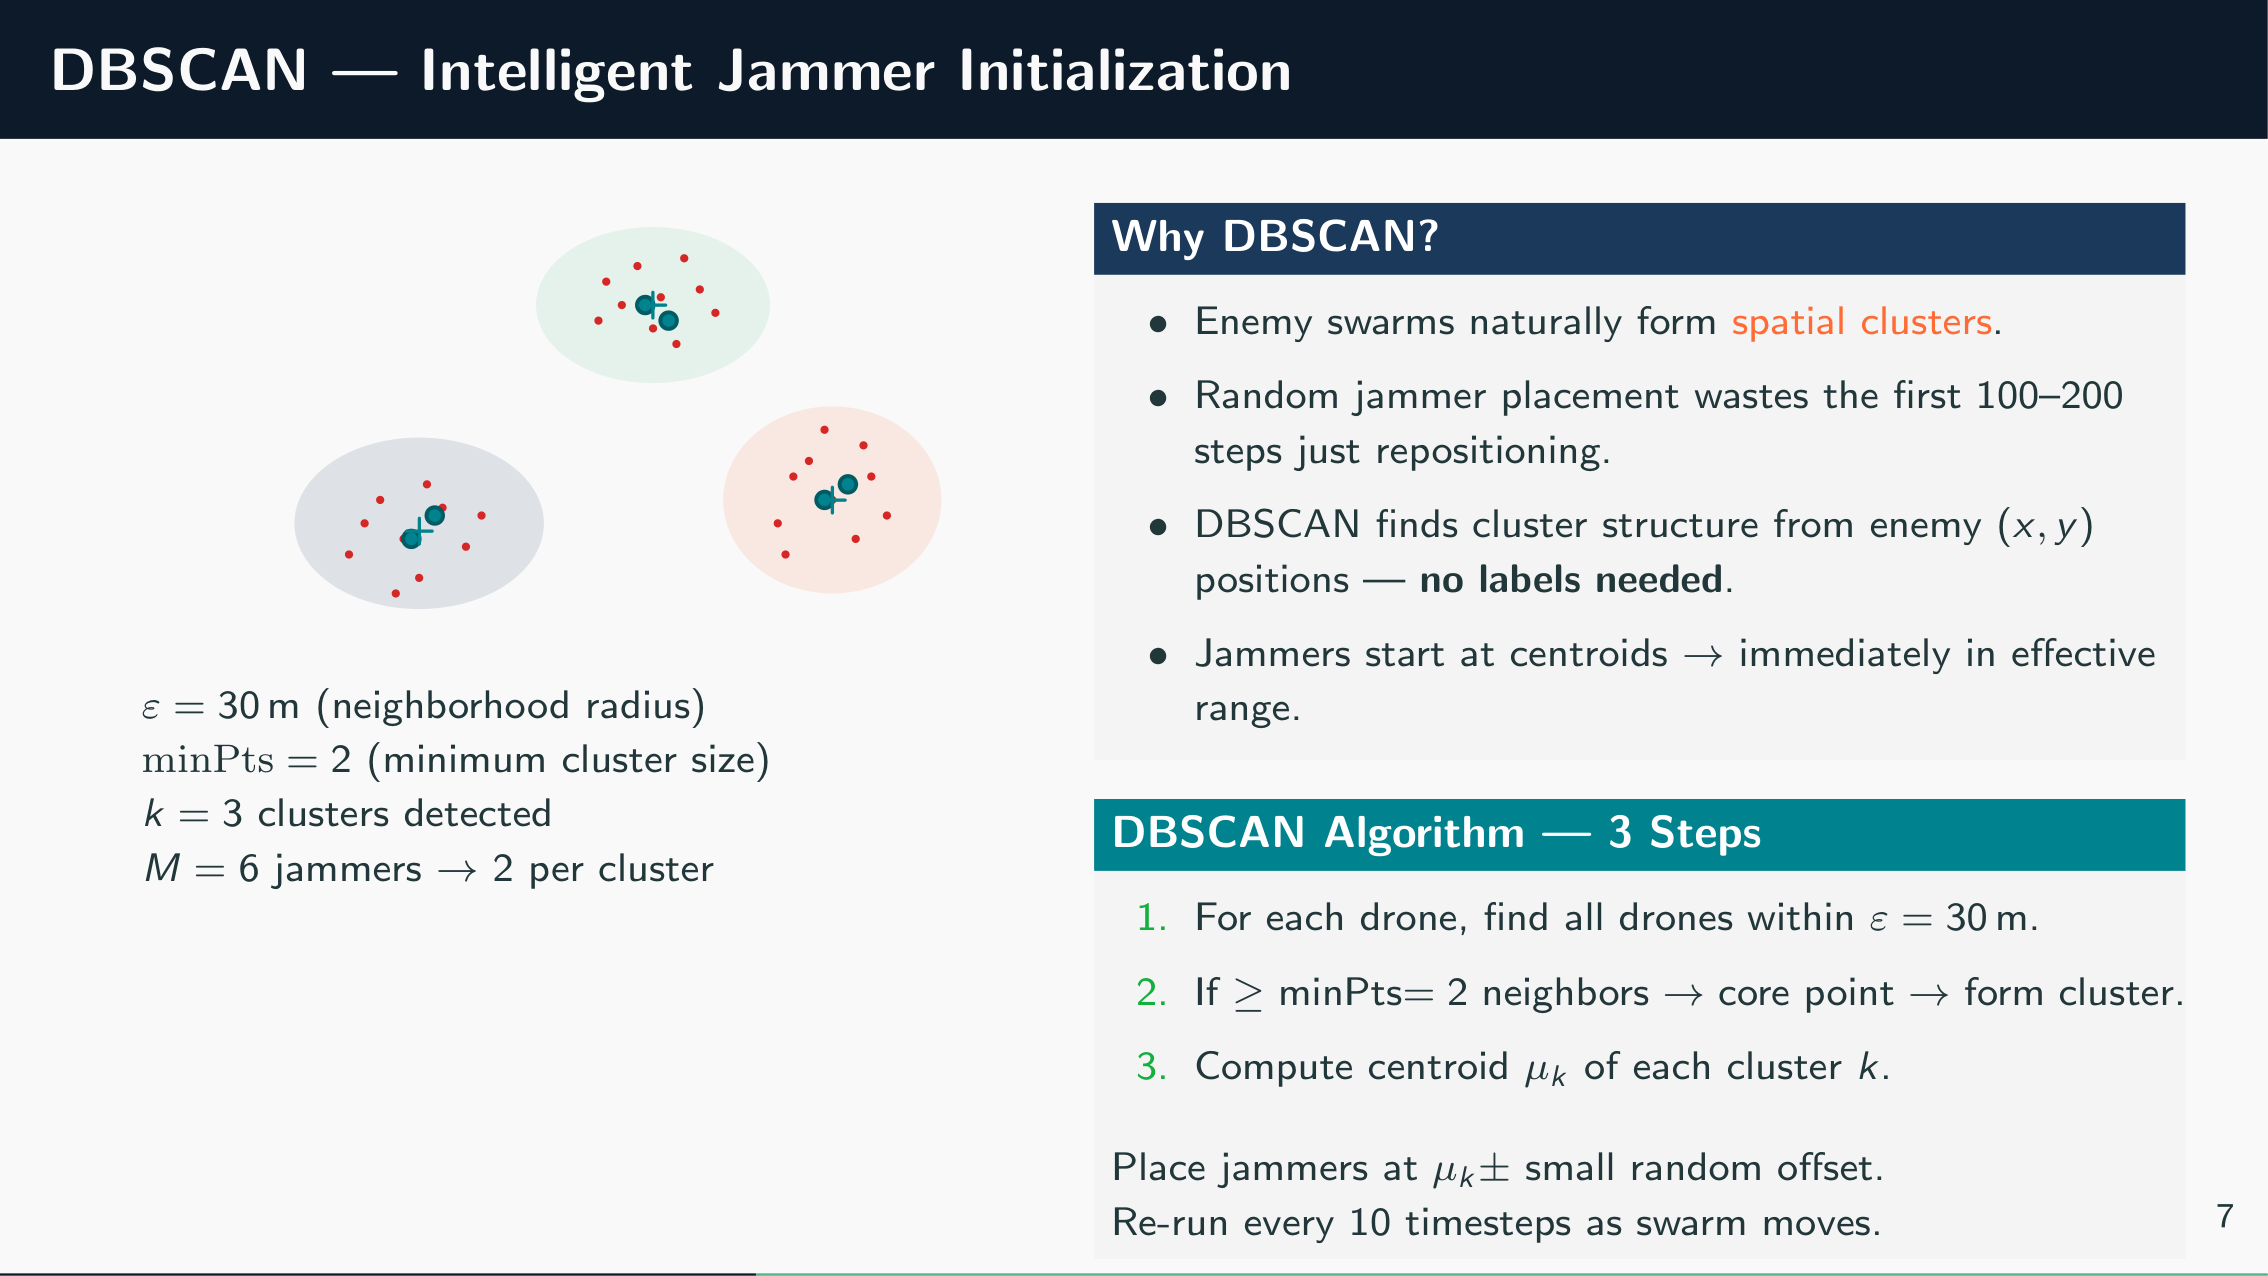 DBSCAN — Intelligent Jammer Initialization
ε = 30 m (neighborhood radius)
minPts = 2 (minimum cluster size)
k = 3 clusters detected
M = 6 jammers → 2 per cluster
Why DBSCAN?
• Enemy swarms naturally form spatial clusters.
• Random jammer placement wastes the first 100–200
steps just repositioning.
• DBSCAN finds cluster structure from enemy (x, y)
positions — no labels needed.
• Jammers start at centroids → immediately in effective
range.
DBSCAN Algorithm — 3 Steps
1. For each drone, find all drones within ε = 30 m.
2. If ≥ minPts= 2 neighbors → core point → form cluster.
3. Compute centroid μₖ of each cluster k.
Place jammers at μₖ± small random offset.
Re-run every 10 timesteps as swarm moves.
7